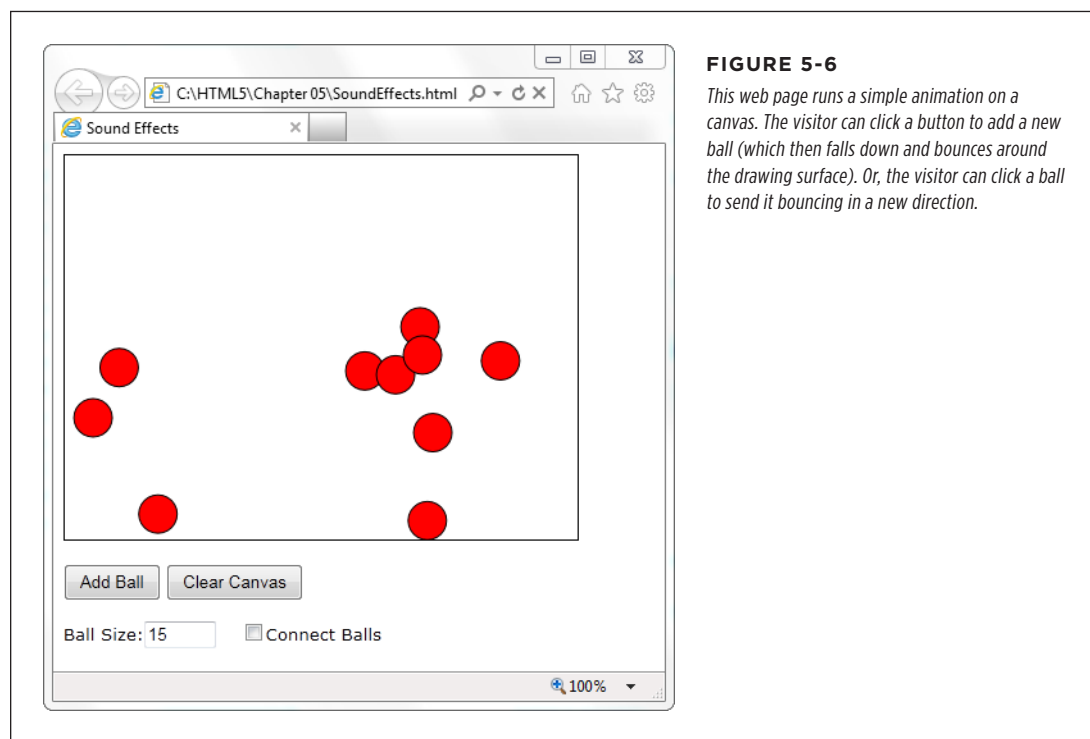 C:\HTML5\Chapter 05\SoundEffects.html
Sound Effects
Add Ball
Clear Canvas
Ball Size: 15
Connect Balls
100%
FIGURE 5-6
This web page runs a simple animation on a
canvas. The visitor can click a button to add a new
ball (which then falls down and bounces around
the drawing surface). Or, the visitor can click a ball
to send it bouncing in a new direction.